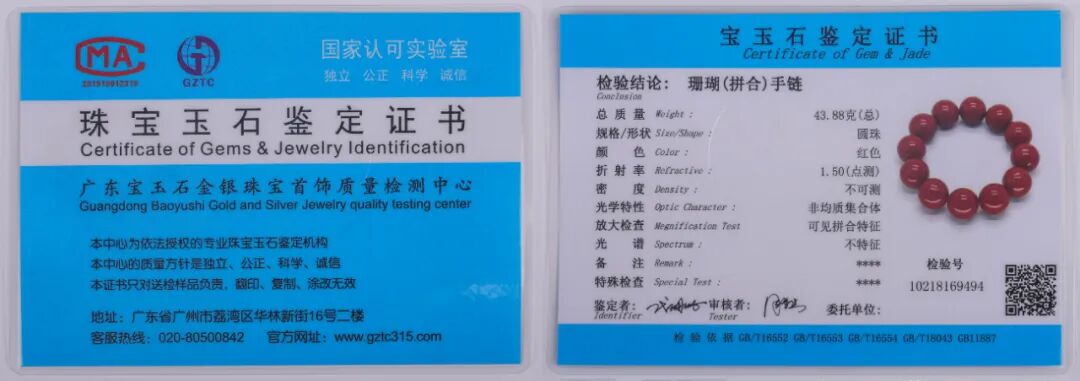 MA
201919012319
GZTC
国家认可实验室
独立 公正 科学 诚信
珠宝玉石鉴定证书
Certificate of Gems & Jewelry Identification
广东宝玉石金银珠宝首饰质量检测中心
Guangdong Baoyushi Gold and Silver Jewelry quality testing center
本中心为依法授权的专业珠宝玉石鉴定机构
本中心的质量方针是独立、公正、科学、诚信
本证书只对送检样品负责，翻印、复制、涂改无效
地址：广东省广州市荔湾区华林新街16号二楼
客服热线：020-80500842 官方网址：www.gztc315.com
宝玉石鉴定证书
Certificate of Gem & Jade
检验结论： 珊瑚(拼合)手链
Conclusion
总质量 Weight： 43.88克(总)
规格/形状 Size/Shape： 圆珠
颜色 Color： 红色
折射率 Refractive： 1.50(点测)
密度 Density： 不可测
光学特性 Optic Character： 非均质集合体
放大检查 Megnification Test 可见拼合特征
光谱 Spectrum： 不特征
备注 Remark： ****
特殊检查 Special Test： ****
检验号
10218169494
鉴定者： 审核者： 委托单位：
Identifier Tester
检验依据 GB/T16552 GB/T16553 GB/T16554 GB/T18043 GB11887